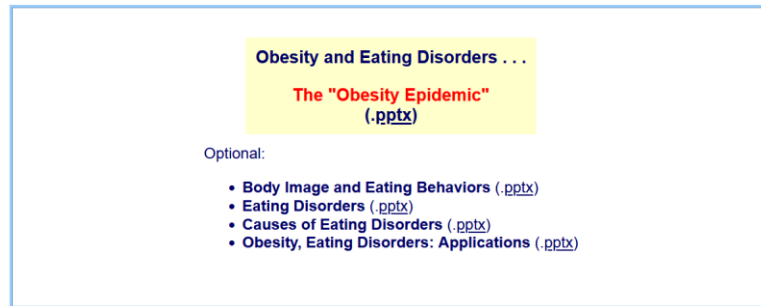 Obesity and Eating Disorders . . .
The "Obesity Epidemic"
(.pptx)
Optional:
• Body Image and Eating Behaviors (.pptx)
• Eating Disorders (.pptx)
• Causes of Eating Disorders (.pptx)
• Obesity, Eating Disorders: Applications (.pptx)